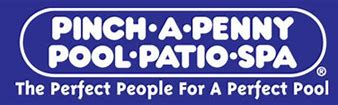 PINCH•A•PENNY
POOL•PATIO•SPA®
The Perfect People For A Perfect Pool